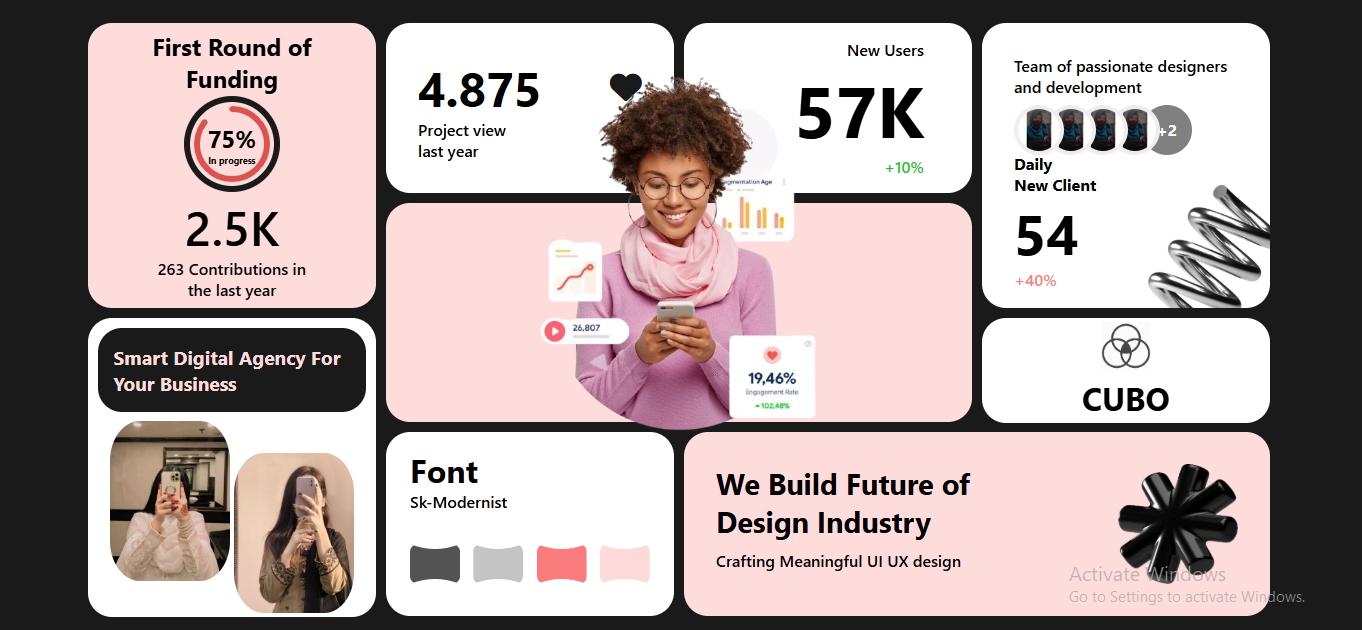 First Round of
Funding
75%
In progress
2.5K
263 Contributions in
the last year
4.875
Project view
last year
New Users
57K
+10%
Team of passionate designers
and development
+2
Daily
New Client
54
+40%
26,807
19,46%
Engagement Rate
102,48%
Smart Digital Agency For
Your Business
CUBO
Font
Sk-Modernist
We Build Future of
Design Industry
Crafting Meaningful UI UX design
Activate Windows
Go to Settings to activate Windows.